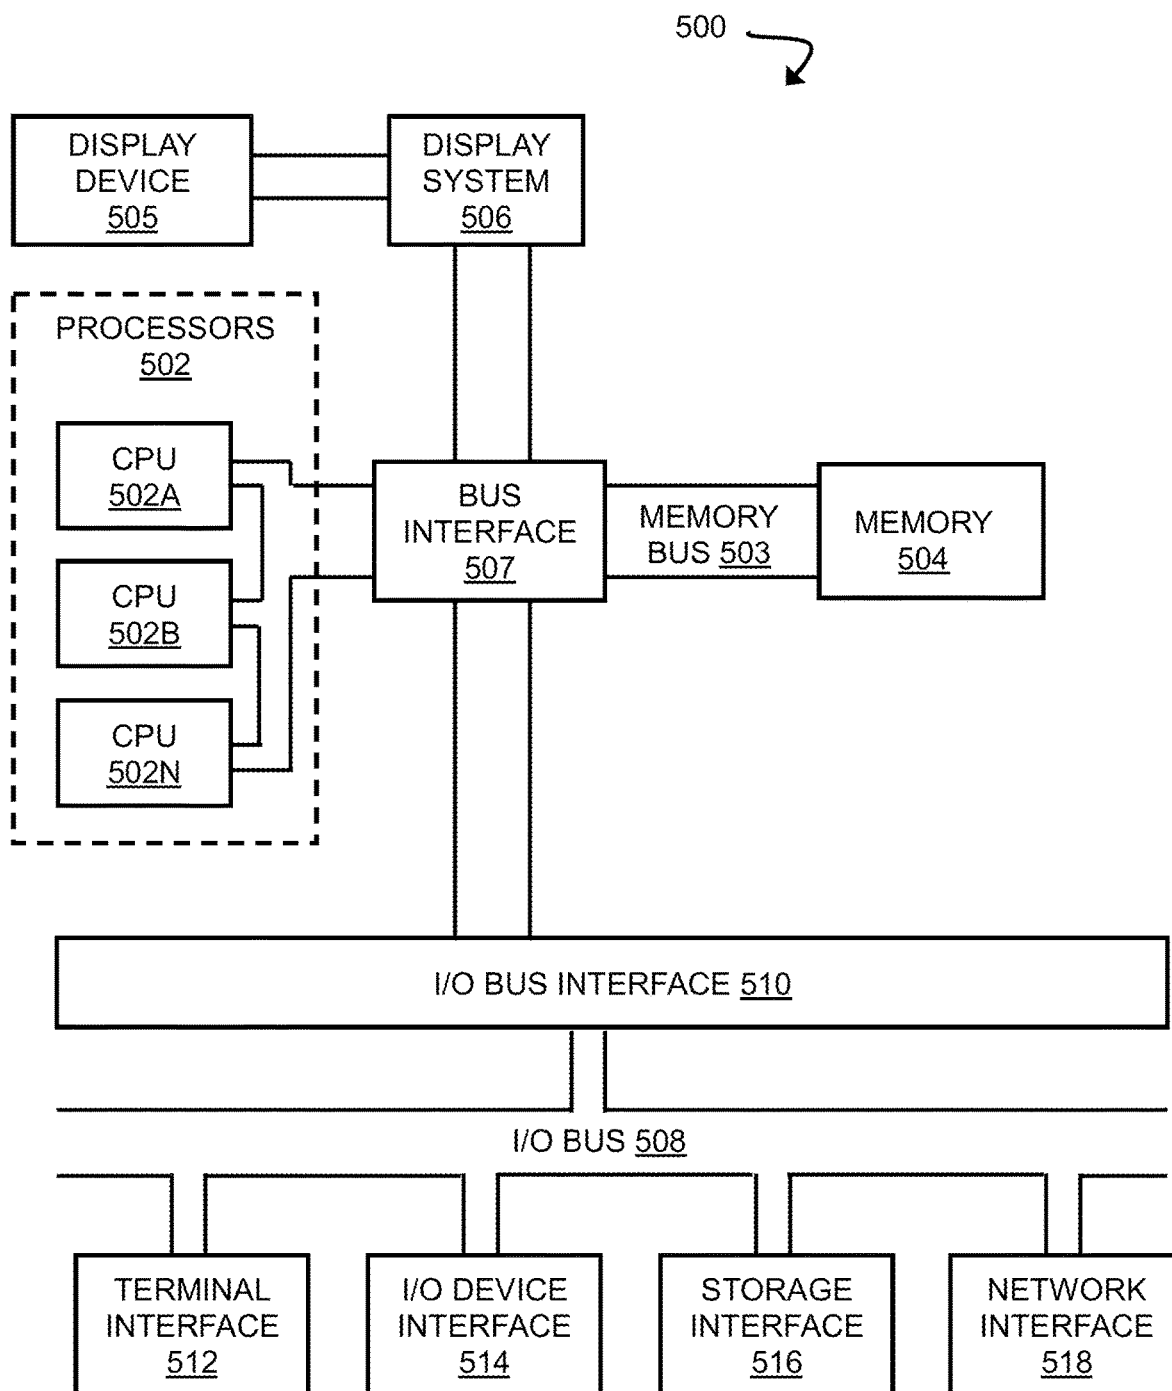 500
DISPLAY
DEVICE
505
DISPLAY
SYSTEM
506
PROCESSORS
502
CPU
502A
CPU
502B
CPU
502N
BUS
INTERFACE
507
MEMORY
BUS 503
MEMORY
504
I/O BUS INTERFACE 510
I/O BUS 508
TERMINAL
INTERFACE
512
I/O DEVICE
INTERFACE
514
STORAGE
INTERFACE
516
NETWORK
INTERFACE
518